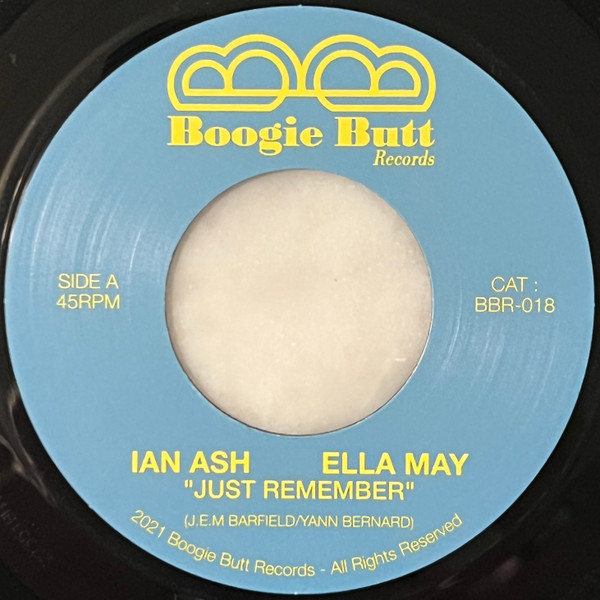 Boogie Butt
Records
SIDE A
45RPM
CAT :
BBR-018
IAN ASH ELLA MAY
"JUST REMEMBER"
(J.E.M BARFIELD/YANN BERNARD)
2021 Boogie Butt Records - All Rights Reserved